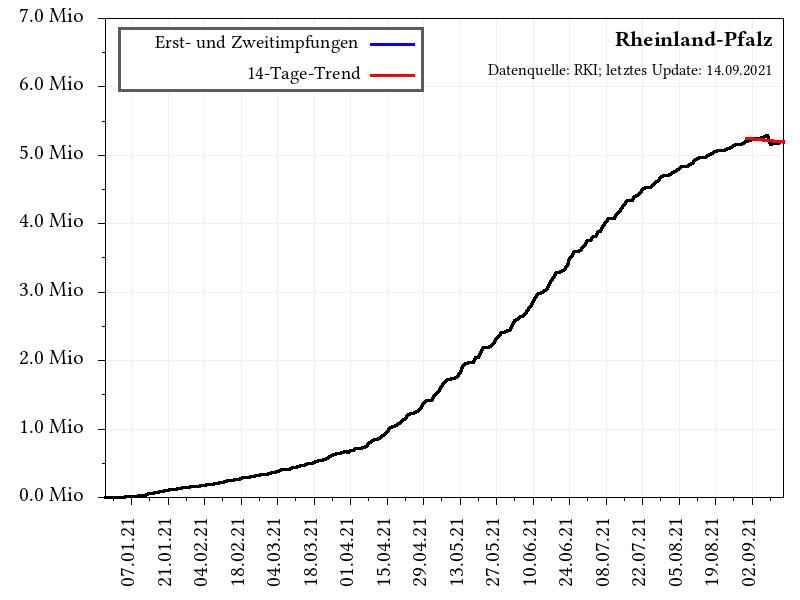 7.0 Mio
6.0 Mio
5.0 Mio
4.0 Mio
3.0 Mio
2.0 Mio
1.0 Mio
0.0 Mio
Erst- und Zweitimpfungen
14-Tage-Trend
Rheinland-Pfalz
Datenquelle: RKI; letztes Update: 14.09.2021
07.01.21
21.01.21
04.02.21
18.02.21
04.03.21
18.03.21
01.04.21
15.04.21
29.04.21
13.05.21
27.05.21
10.06.21
24.06.21
08.07.21
22.07.21
05.08.21
19.08.21
02.09.21